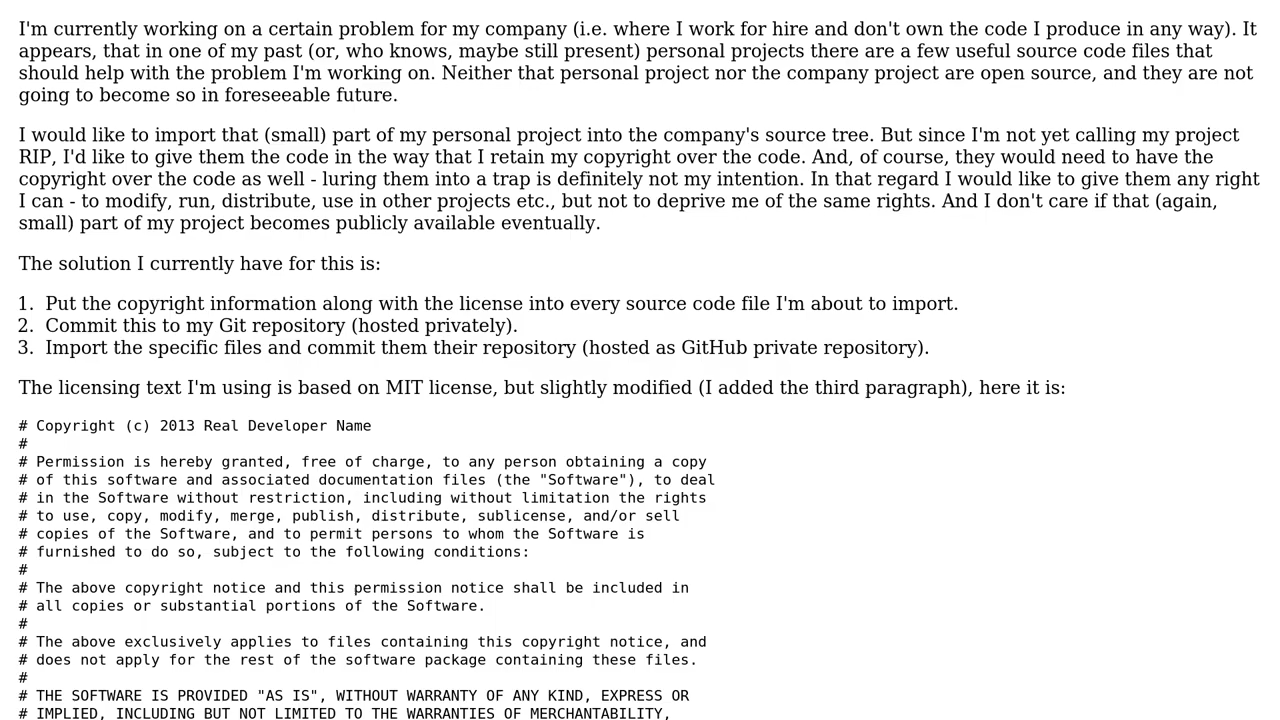 I'm currently working on a certain problem for my company (i.e. where I work for hire and don't own the code I produce in any way). It
appears, that in one of my past (or, who knows, maybe still present) personal projects there are a few useful source code files that
should help with the problem I'm working on. Neither that personal project nor the company project are open source, and they are not
going to become so in foreseeable future.
I would like to import that (small) part of my personal project into the company's source tree. But since I'm not yet calling my project
RIP, I'd like to give them the code in the way that I retain my copyright over the code. And, of course, they would need to have the
copyright over the code as well - luring them into a trap is definitely not my intention. In that regard I would like to give them any right
I can - to modify, run, distribute, use in other projects etc., but not to deprive me of the same rights. And I don't care if that (again,
small) part of my project becomes publicly available eventually.
The solution I currently have for this is:
1. Put the copyright information along with the license into every source code file I'm about to import.
2. Commit this to my Git repository (hosted privately).
3. Import the specific files and commit them their repository (hosted as GitHub private repository).
The licensing text I'm using is based on MIT license, but slightly modified (I added the third paragraph), here it is:
# Copyright (c) 2013 Real Developer Name
#
# Permission is hereby granted, free of charge, to any person obtaining a copy
# of this software and associated documentation files (the "Software"), to deal
# in the Software without restriction, including without limitation the rights
# to use, copy, modify, merge, publish, distribute, sublicense, and/or sell
# copies of the Software, and to permit persons to whom the Software is
# furnished to do so, subject to the following conditions:
#
# The above copyright notice and this permission notice shall be included in
# all copies or substantial portions of the Software.
#
# The above exclusively applies to files containing this copyright notice, and
# does not apply for the rest of the software package containing these files.
#
# THE SOFTWARE IS PROVIDED "AS IS", WITHOUT WARRANTY OF ANY KIND, EXPRESS OR
# IMPLIED, INCLUDING BUT NOT LIMITED TO THE WARRANTIES OF MERCHANTABILITY,